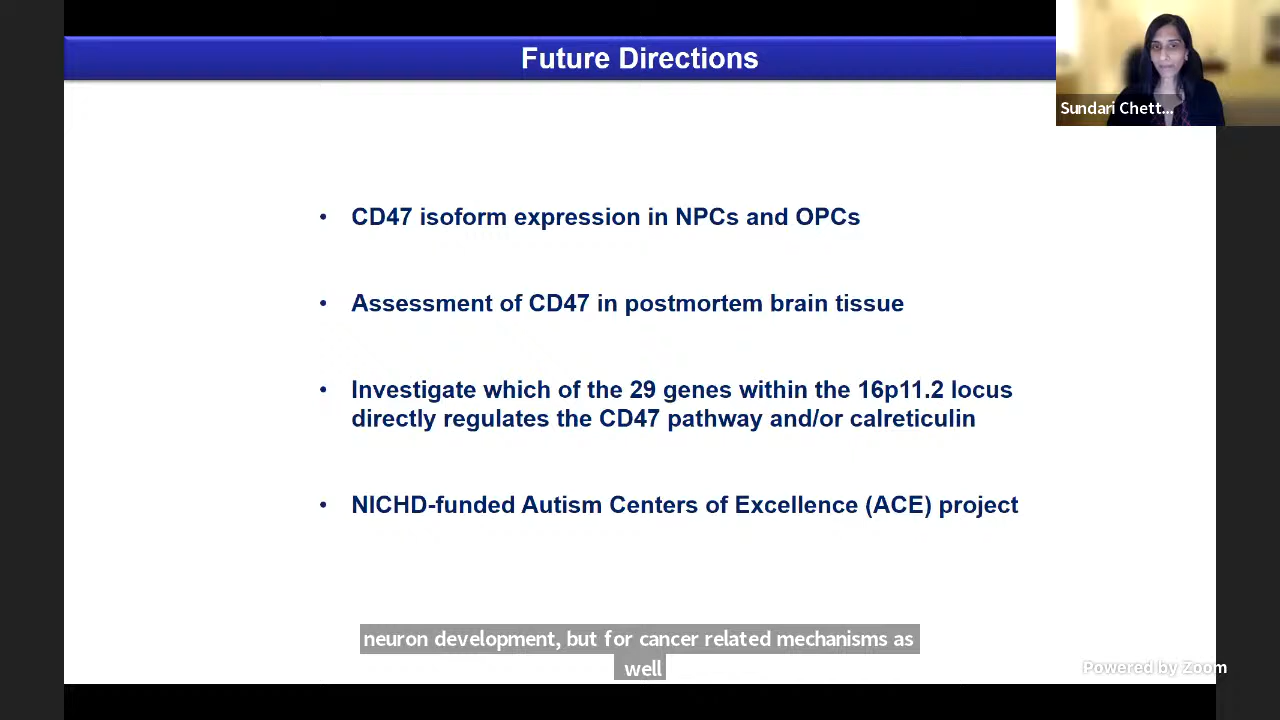 Future Directions
Sundari Chett...
• CD47 isoform expression in NPCs and OPCs
• Assessment of CD47 in postmortem brain tissue
• Investigate which of the 29 genes within the 16p11.2 locus
directly regulates the CD47 pathway and/or calreticulin
• NICHD-funded Autism Centers of Excellence (ACE) project
neuron development, but for cancer related mechanisms as
well
Powered by Zoom